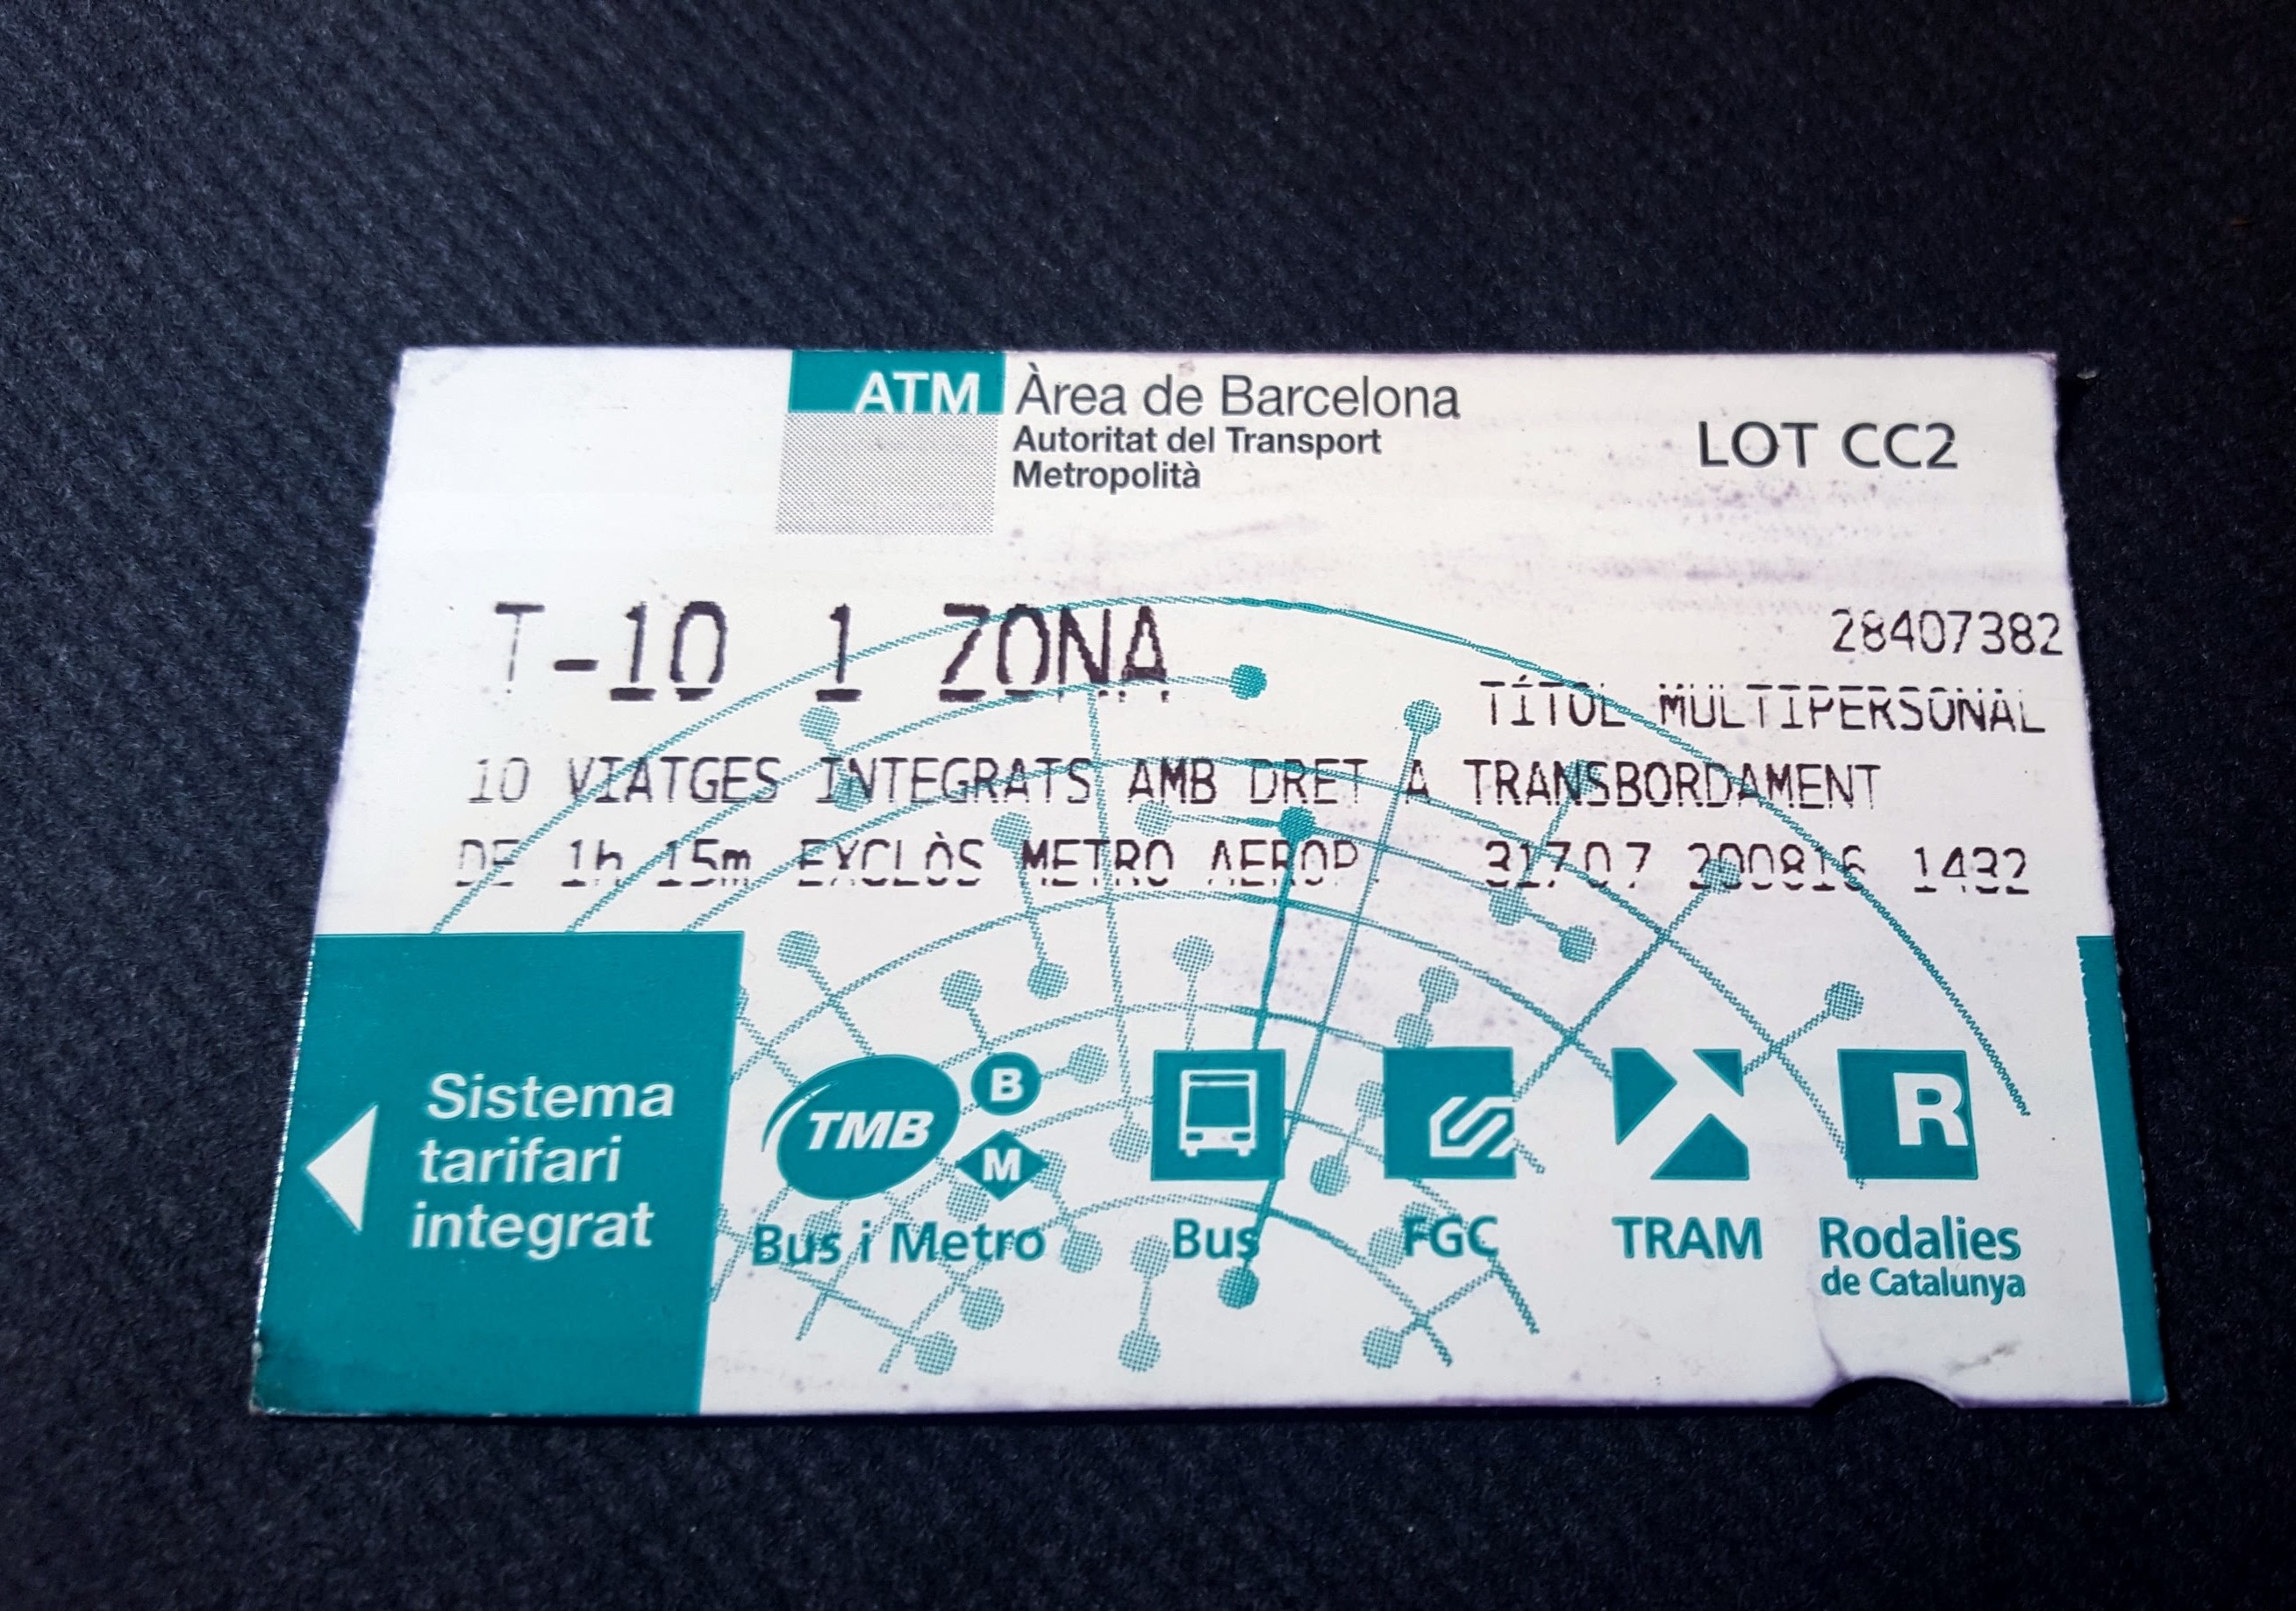 ATM Àrea de Barcelona
Autoritat del Transport
Metropolità
LOT CC2
T-10 1 ZONA
28407382
TÍTOL MULTIPERSONAL
10 VIATGES INTEGRATS AMB DRET A TRANSBORDAMENT
DE 1h 15m EXCLÒS METRO AEROP. 31707 200816 1432
Sistema
tarifari
integrat
TMB B M
Bus i Metro
Bus
FGC
TRAM
R
Rodalies
de Catalunya